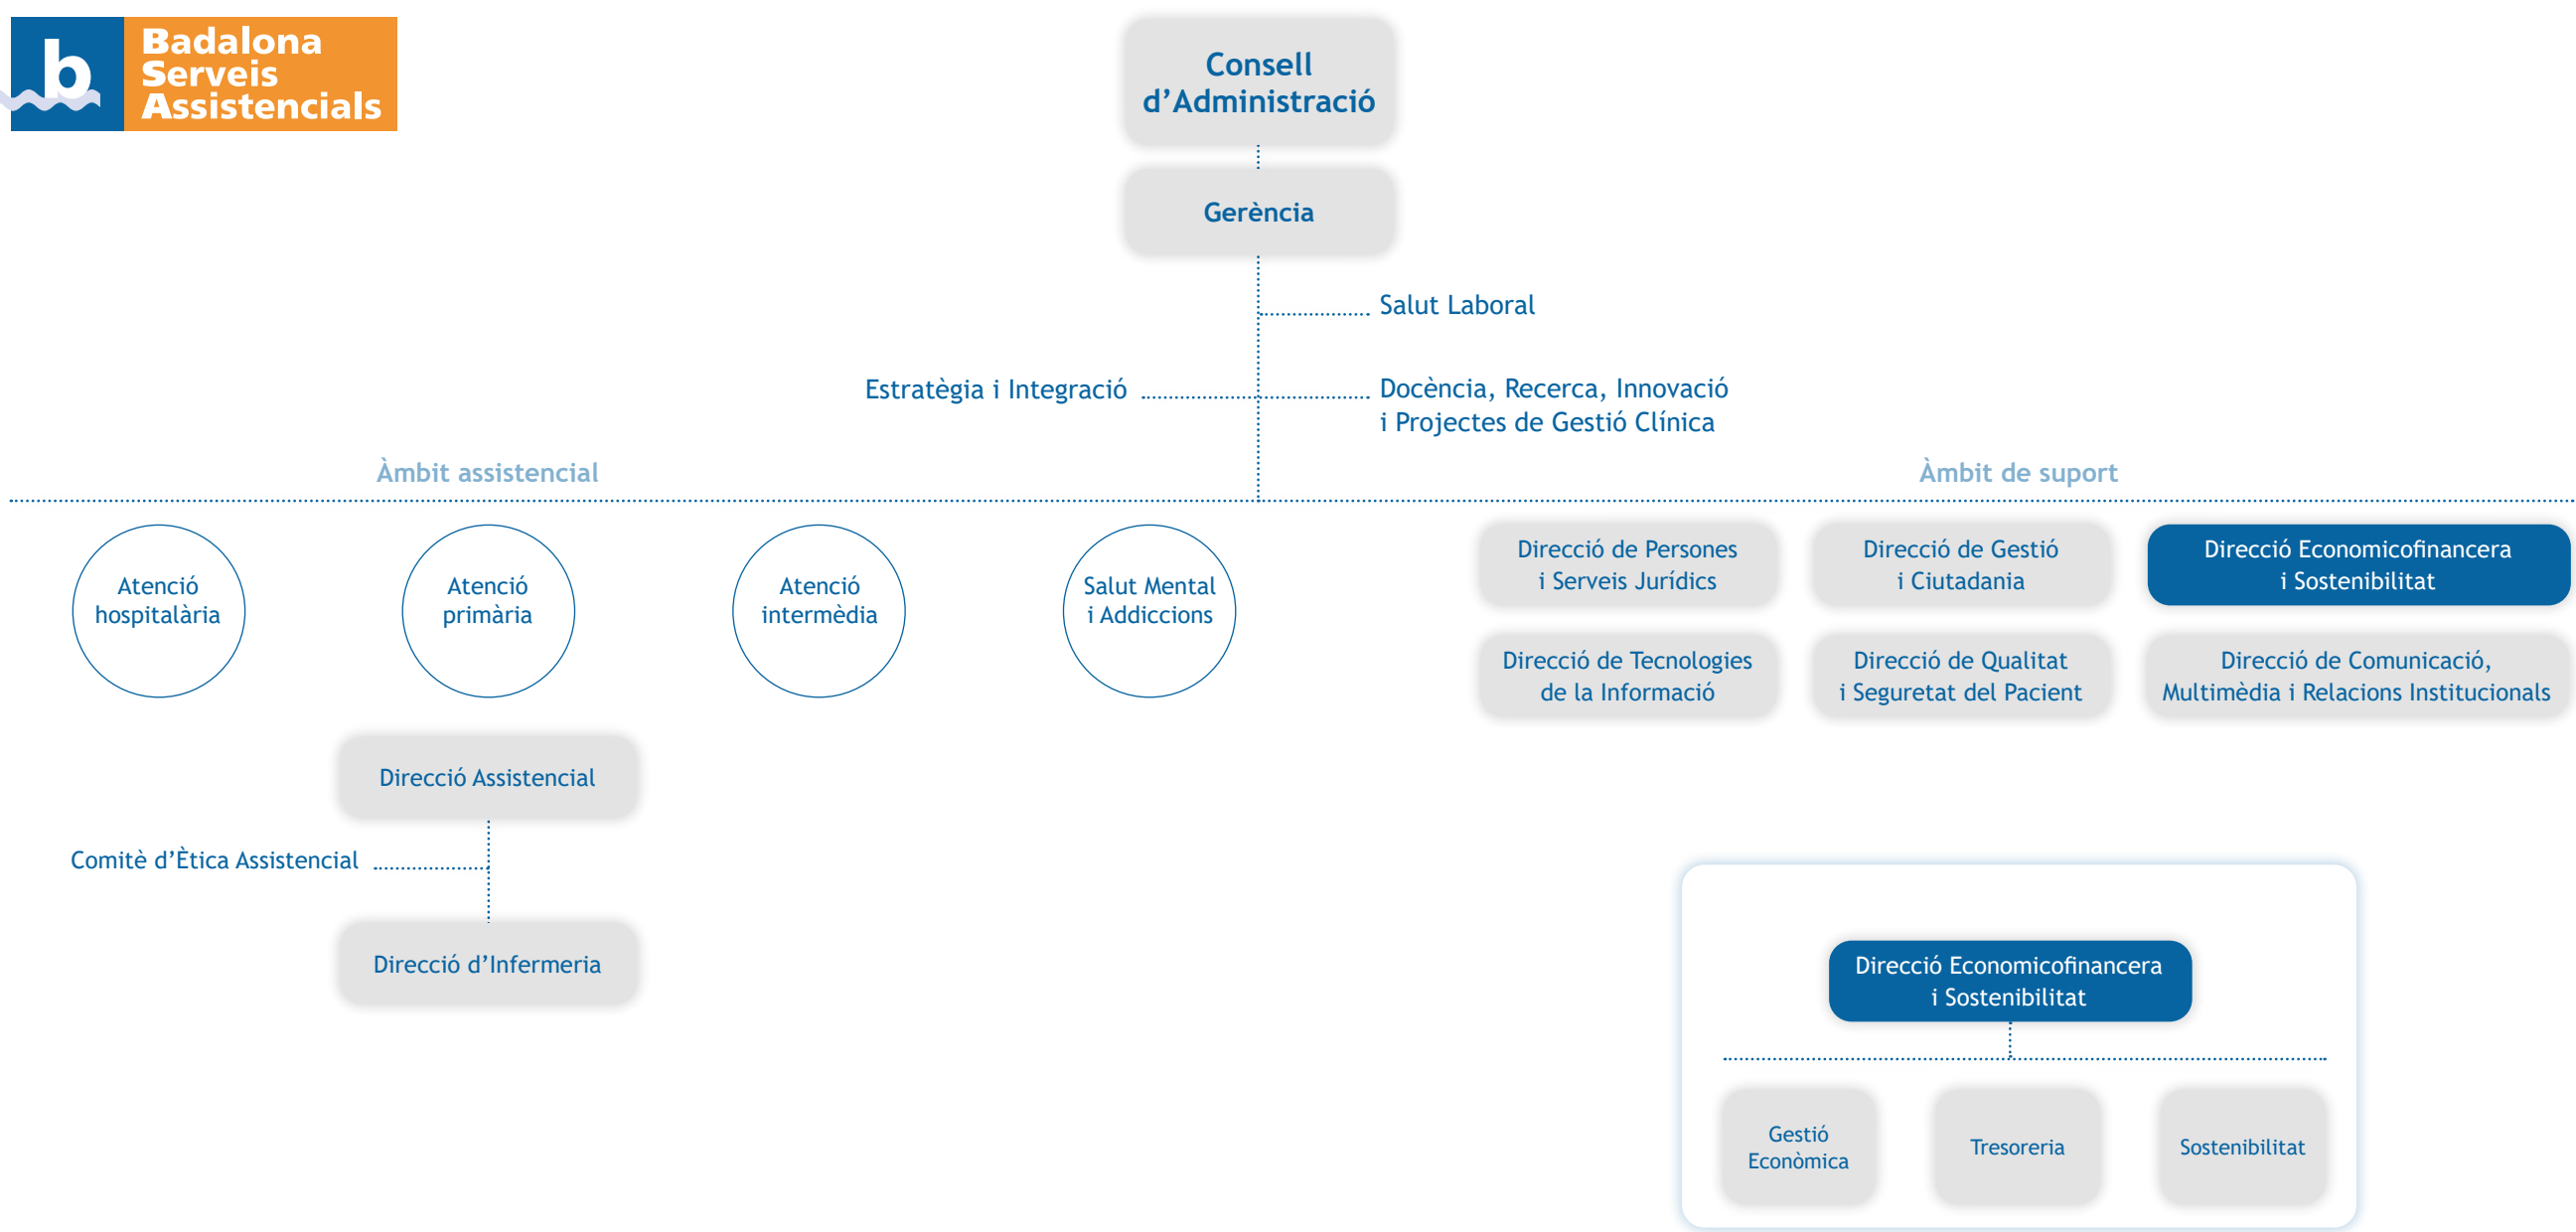 b
Badalona
Serveis
Assistencials
Consell
d’Administració
Gerència
Salut Laboral
Estratègia i Integració
Docència, Recerca, Innovació
i Projectes de Gestió Clínica
Àmbit assistencial
Àmbit de suport
Atenció
hospitalària
Atenció
primària
Atenció
intermèdia
Salut Mental
i Addiccions
Direcció de Persones
i Serveis Jurídics
Direcció de Gestió
i Ciutadania
Direcció Economicofinancera
i Sostenibilitat
Direcció de Tecnologies
de la Informació
Direcció de Qualitat
i Seguretat del Pacient
Direcció de Comunicació,
Multimèdia i Relacions Institucionals
Direcció Assistencial
Comitè d’Ètica Assistencial
Direcció d’Infermeria
Direcció Economicofinancera
i Sostenibilitat
Gestió
Econòmica
Tresoreria
Sostenibilitat